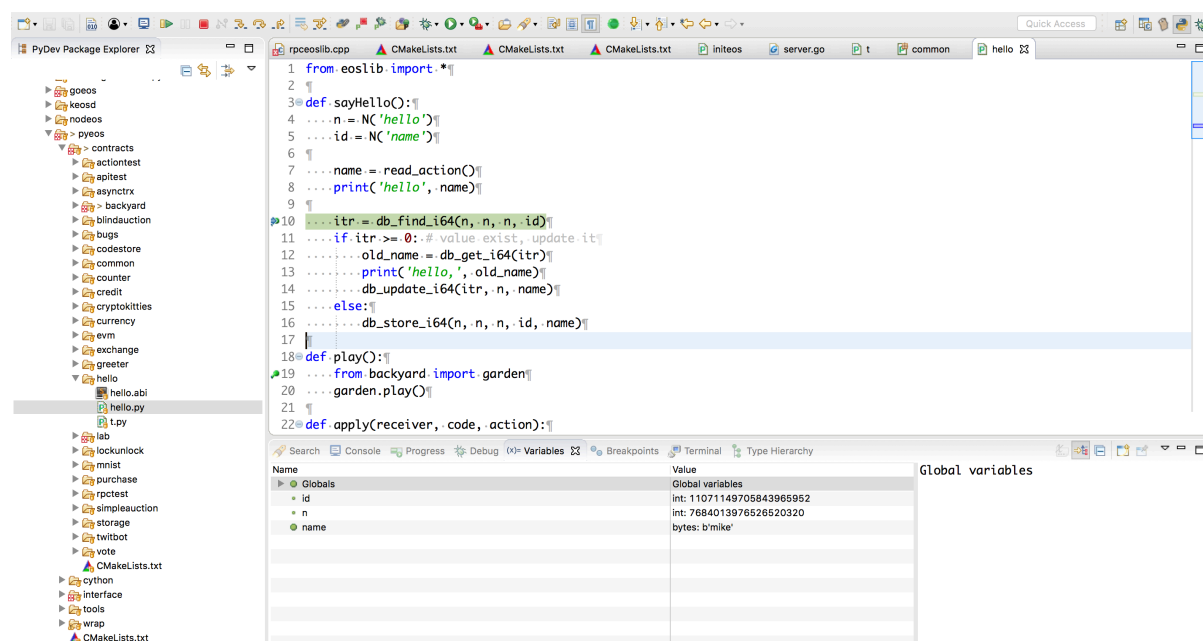 Quick Access
PyDev Package Explorer
goeos
keosd
nodeos
> pyeos
> contracts
actiontest
apitest
asynctrx
> backyard
blindauction
bugs
codestore
common
counter
credit
cryptokitties
currency
evm
exchange
greeter
hello
hello.abi
hello.py
t.py
lab
lockunlock
mnist
purchase
rpctest
simpleauction
storage
twitbot
vote
CMakeLists.txt
cython
interface
tools
wrap
CMakeLists.txt
rpceoslib.cpp CMakeLists.txt CMakeLists.txt CMakeLists.txt initeos server.go t common hello
1 from·eoslib·import·*¶
2 ¶
3 def·sayHello():¶
4 ····n·=·N('hello')¶
5 ····id·=·N('name')¶
6 ¶
7 ····name·=·read_action()¶
8 ····print('hello',·name)¶
9 ¶
10 ····itr·=·db_find_i64(n,·n,·n,·id)¶
11 ····if·itr·>=·0:·#·value·exist,·update·it¶
12 ········old_name·=·db_get_i64(itr)¶
13 ········print('hello,',·old_name)¶
14 ········db_update_i64(itr,·n,·name)¶
15 ····else:¶
16 ········db_store_i64(n,·n,·n,·id,·name)¶
17 ¶
18 def·play():¶
19 ····from·backyard·import·garden¶
20 ····garden.play()¶
21 ¶
22 def·apply(receiver,·code,·action):¶
Search Console Progress Debug (x)= Variables Breakpoints Terminal Type Hierarchy
Name Value
Globals Global variables
id int: 11071149705843965952
n int: 7684013976526520320
name bytes: b'mike'
Global variables